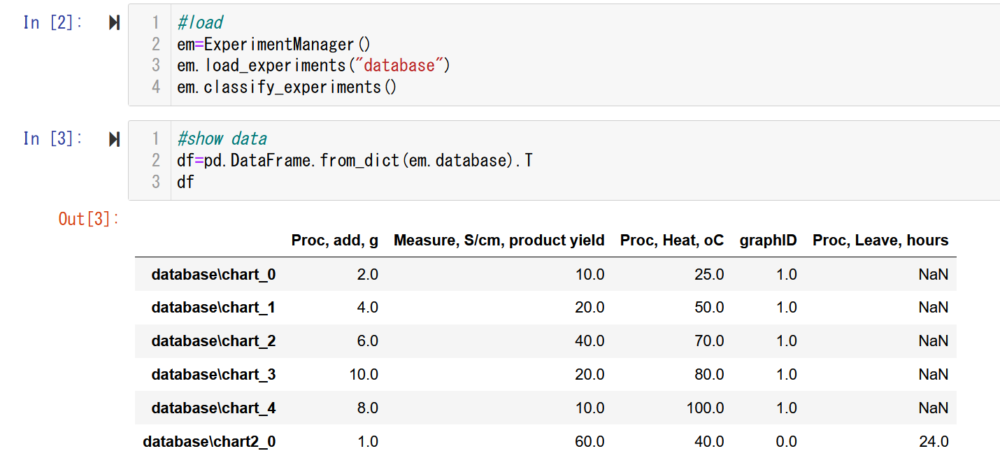 In [2]:
1 #load
2 em=ExperimentManager()
3 em.load_experiments("database")
4 em.classify_experiments()
In [3]:
1 #show data
2 df=pd.DataFrame.from_dict(em.database).T
3 df
Out[3]:
Proc, add, g Measure, S/cm, product yield Proc, Heat, oC graphID Proc, Leave, hours
database\chart_0 2.0 10.0 25.0 1.0 NaN
database\chart_1 4.0 20.0 50.0 1.0 NaN
database\chart_2 6.0 40.0 70.0 1.0 NaN
database\chart_3 10.0 20.0 80.0 1.0 NaN
database\chart_4 8.0 10.0 100.0 1.0 NaN
database\chart2_0 1.0 60.0 40.0 0.0 24.0